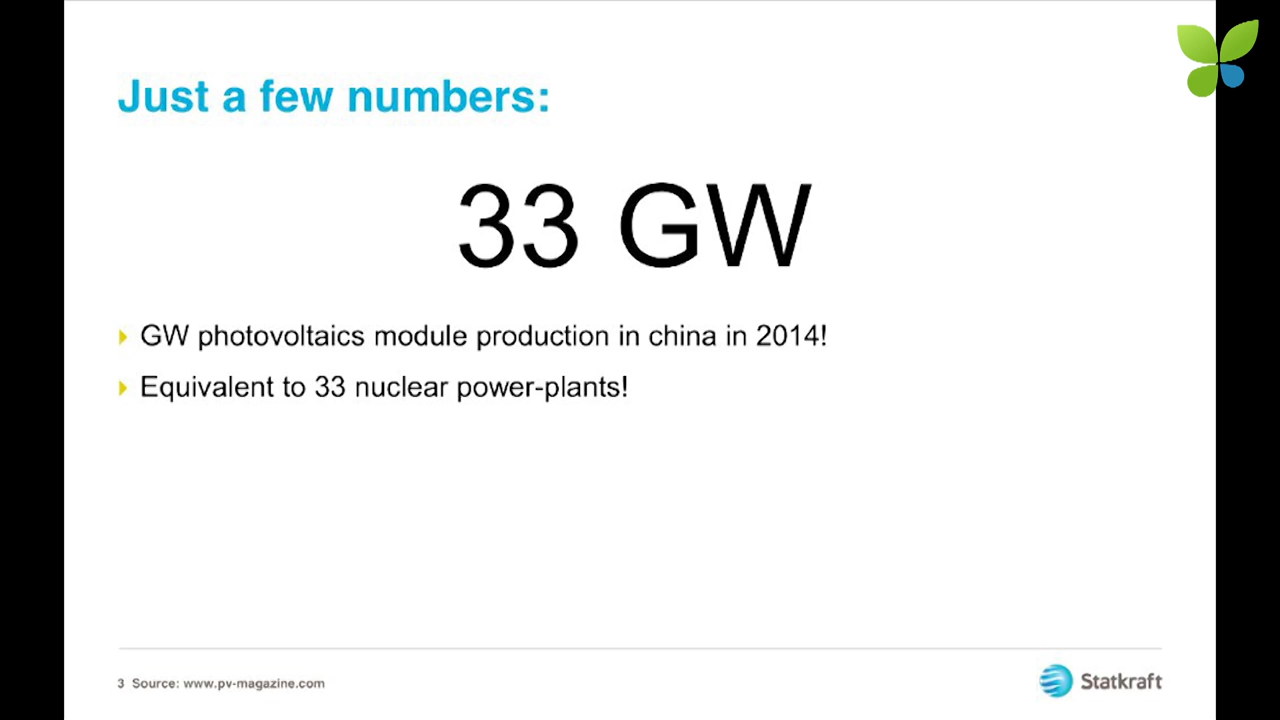 Just a few numbers:
33 GW
GW photovoltaics module production in china in 2014!
Equivalent to 33 nuclear power-plants!
3 Source: www.pv-magazine.com
Statkraft